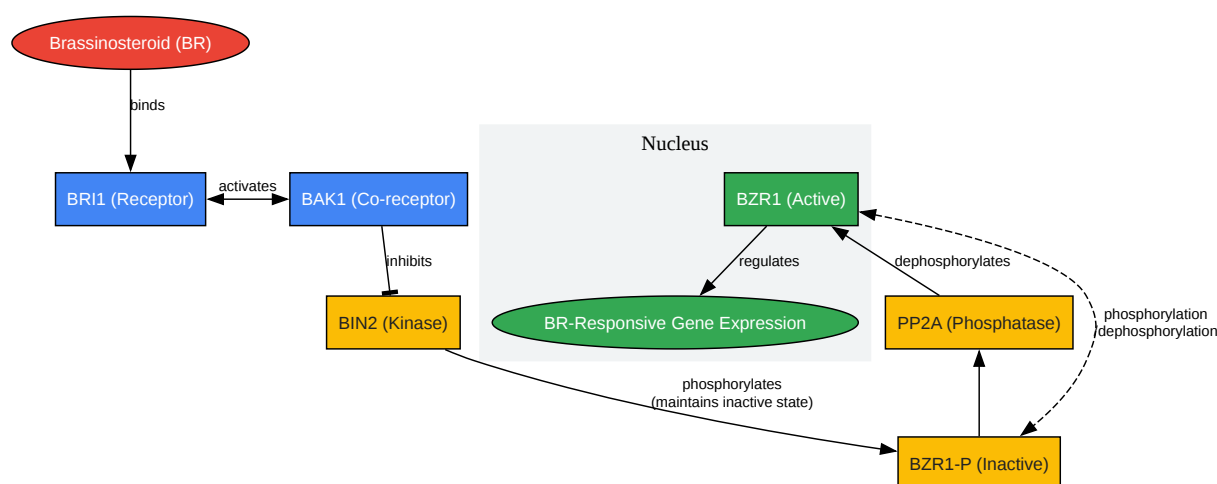 Brassinosteroid (BR)
binds
Nucleus
BRI1 (Receptor)
activates
BAK1 (Co-receptor)
BZR1 (Active)
inhibits
regulates
dephosphorylates
BIN2 (Kinase)
BR-Responsive Gene Expression
PP2A (Phosphatase)
phosphorylation
/dephosphorylation
phosphorylates
(maintains inactive state)
BZR1-P (Inactive)